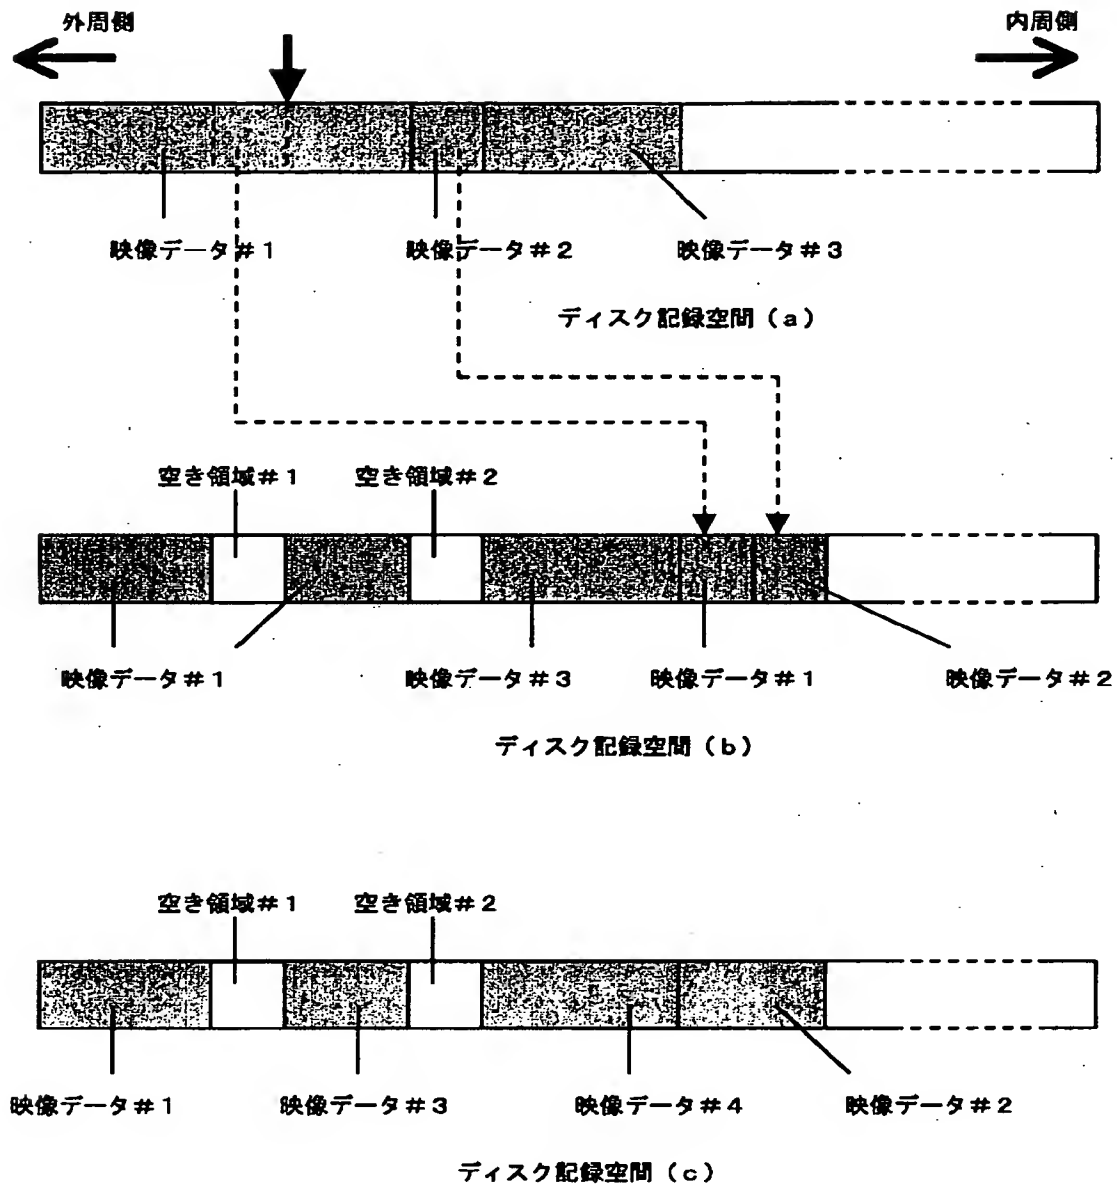 外周側
内周側
映像データ＃１
映像データ＃２
映像データ＃３
ディスク記録空間（ａ）
空き領域＃１
空き領域＃２
映像データ＃１
映像データ＃３
映像データ＃１
映像データ＃２
ディスク記録空間（ｂ）
空き領域＃１
空き領域＃２
映像データ＃１
映像データ＃３
映像データ＃４
映像データ＃２
ディスク記録空間（ｃ）